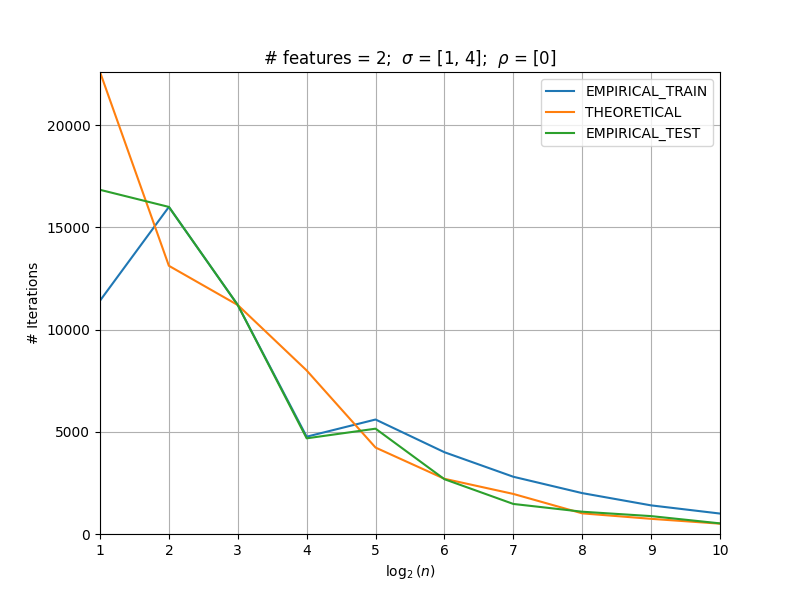 # features = 2;  σ = [1, 4];  ρ = [0]
EMPIRICAL_TRAIN
THEORETICAL
EMPIRICAL_TEST
20000
15000
10000
5000
0
# Iterations
1 2 3 4 5 6 7 8 9 10
log₂(n)